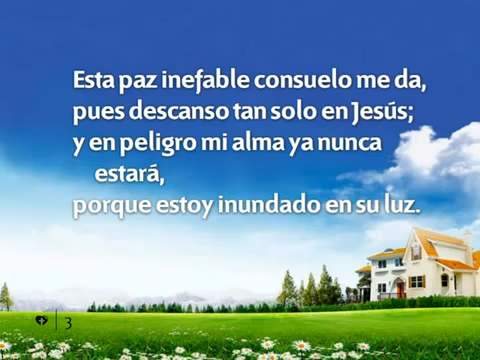 Esta paz inefable consuelo me da,
pues descanso tan solo en Jesús;
y en peligro mi alma ya nunca
estará,
porque estoy inundado en su luz.
3